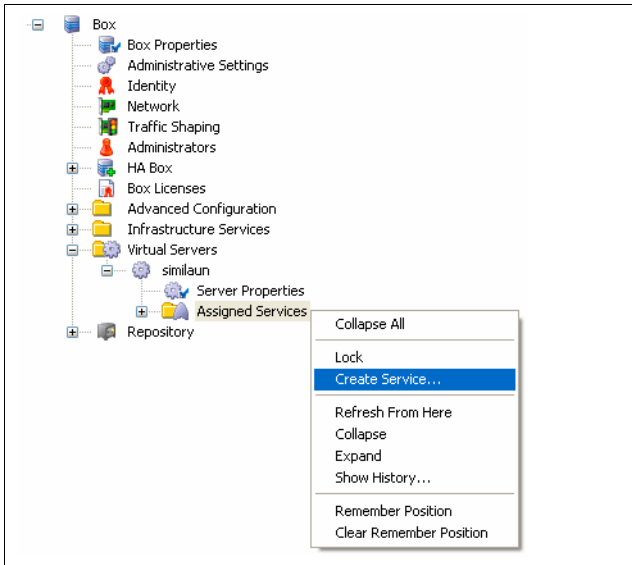 Box
Box Properties
Administrative Settings
Identity
Network
Traffic Shaping
Administrators
HA Box
Box Licenses
Advanced Configuration
Infrastructure Services
Virtual Servers
similaun
Server Properties
Assigned Services
Repository
Collapse All
Lock
Create Service...
Refresh From Here
Collapse
Expand
Show History...
Remember Position
Clear Remember Position